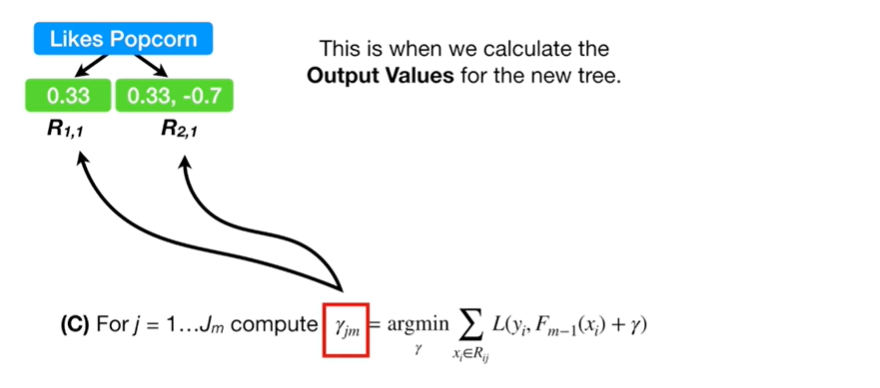 Likes Popcorn
This is when we calculate the
Output Values for the new tree.
0.33 0.33, -0.7
R1,1 R2,1
(C) For j = 1…Jm compute γjm = argmin ∑ L(yi, Fm−1(xi) + γ)
γ xi∈Rij